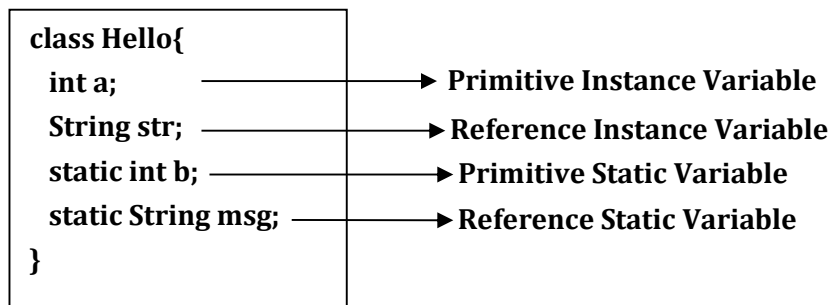 class Hello{
int a; Primitive Instance Variable
String str; Reference Instance Variable
static int b; Primitive Static Variable
static String msg; Reference Static Variable
}